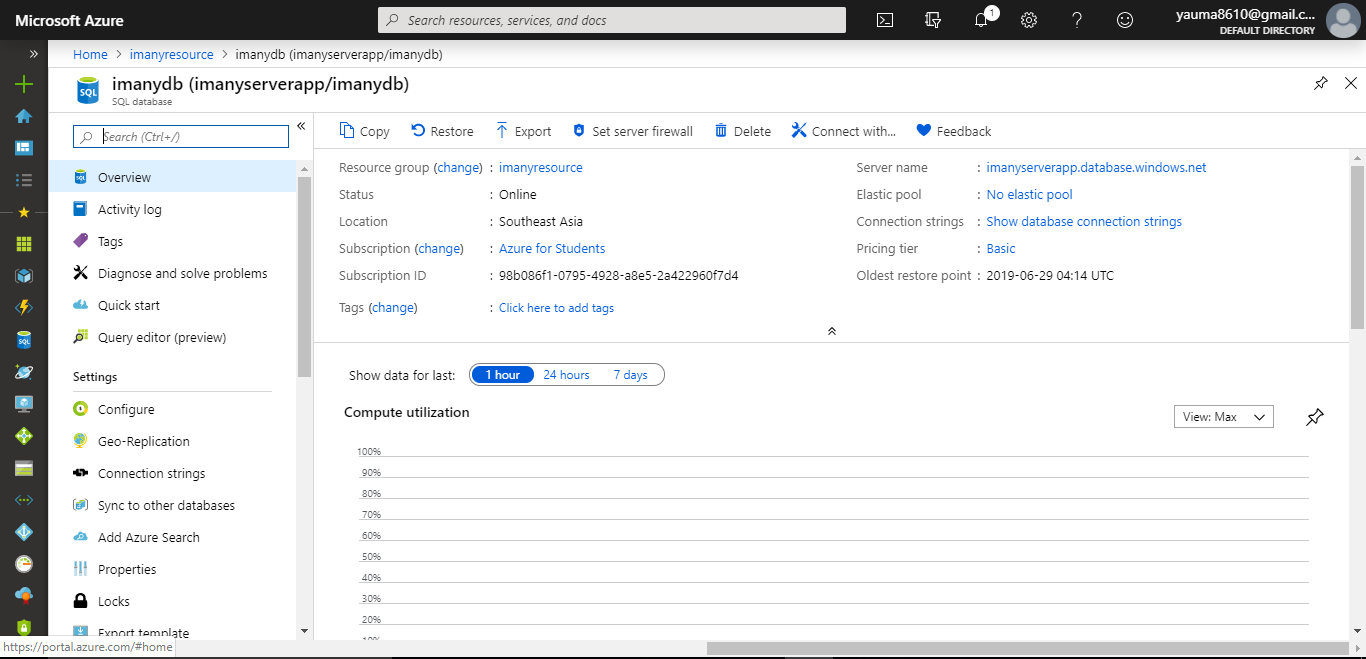 Microsoft Azure
Search resources, services, and docs
1
yauma8610@gmail.c...
DEFAULT DIRECTORY
Home > imanyresource > imanydb (imanyserverapp/imanydb)
imanydb (imanyserverapp/imanydb)
SQL database
Search (Ctrl+/)
Overview
Activity log
Tags
Diagnose and solve problems
Quick start
Query editor (preview)
Settings
Configure
Geo-Replication
Connection strings
Sync to other databases
Add Azure Search
Properties
Locks
Export template
Copy Restore Export Set server firewall Delete Connect with... Feedback
Resource group (change) : imanyresource
Status : Online
Location : Southeast Asia
Subscription (change) : Azure for Students
Subscription ID : 98b086f1-0795-4928-a8e5-2a422960f7d4
Tags (change) : Click here to add tags
Server name : imanyserverapp.database.windows.net
Elastic pool : No elastic pool
Connection strings : Show database connection strings
Pricing tier : Basic
Oldest restore point : 2019-06-29 04:14 UTC
Show data for last: 1 hour 24 hours 7 days
Compute utilization
View: Max
100%
90%
80%
70%
60%
50%
40%
30%
20%
10%
https://portal.azure.com/#home